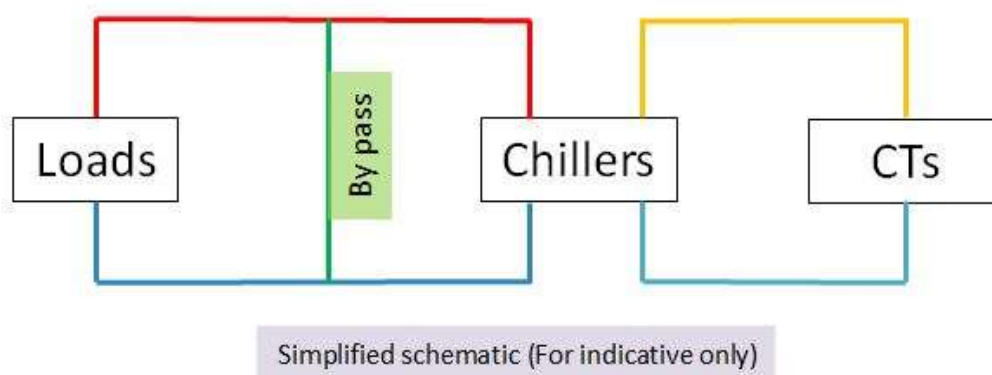 Loads
By pass
Chillers
CTs
Simplified schematic (For indicative only)